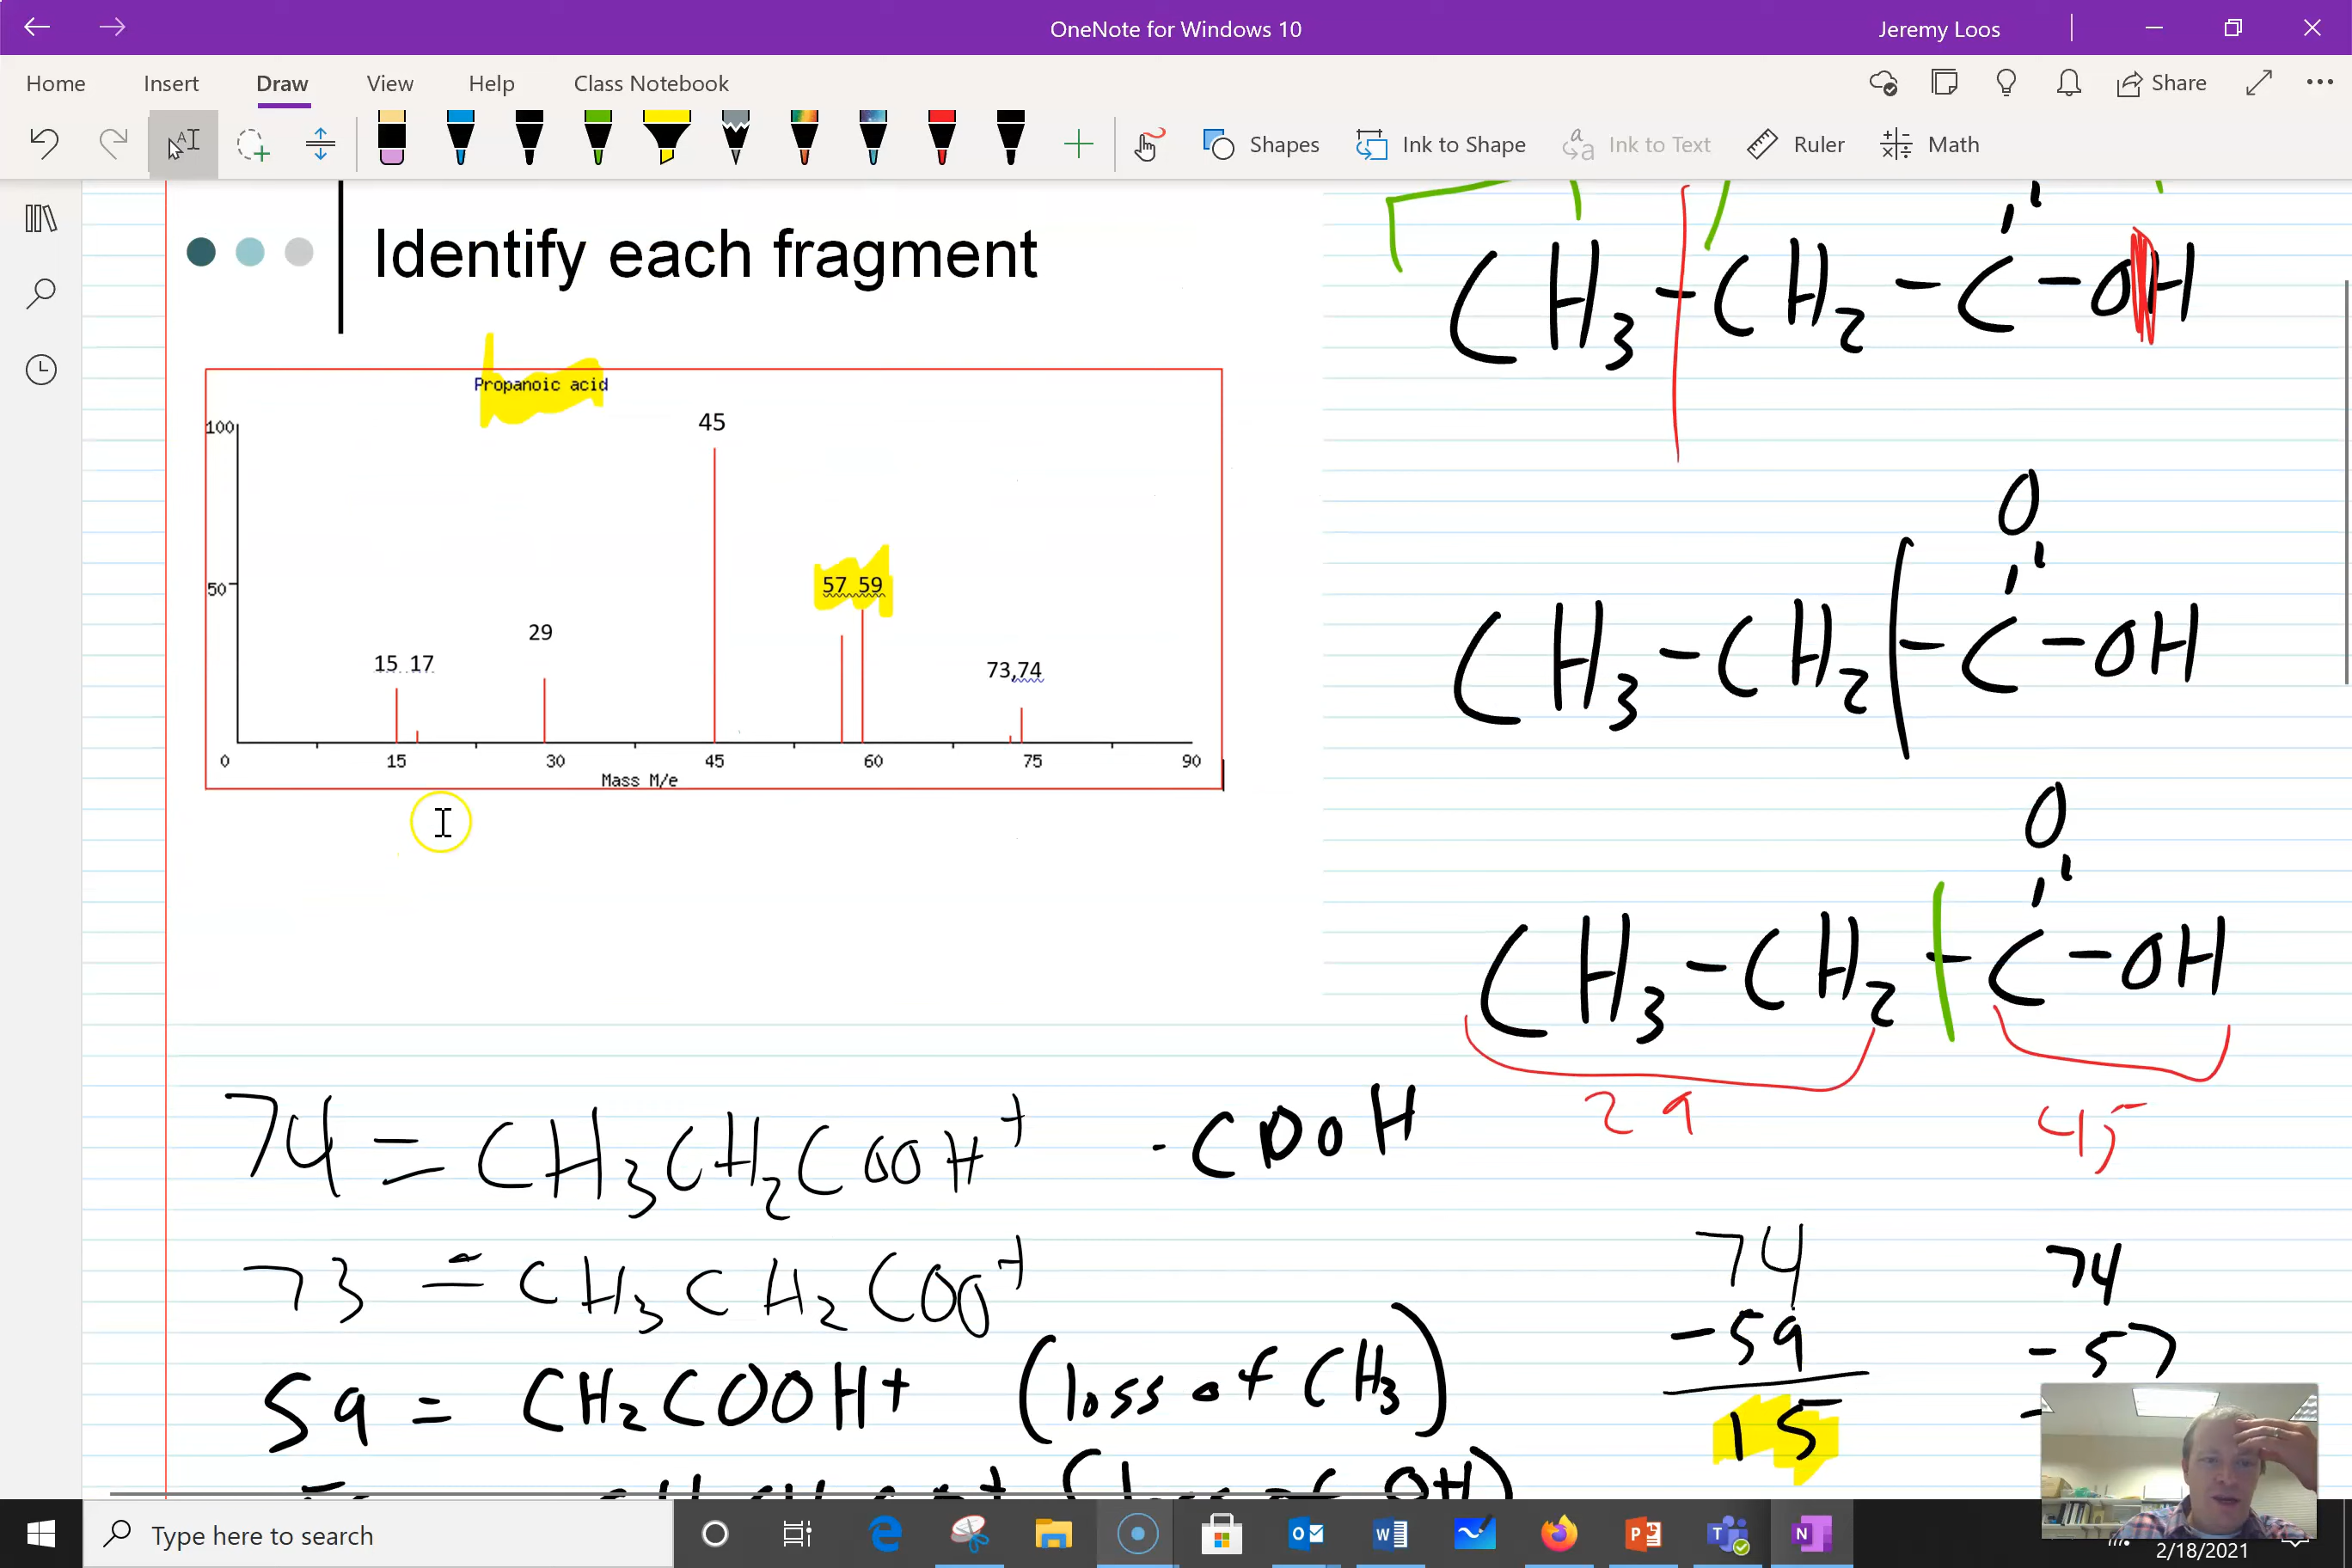 OneNote for Windows 10
Jeremy Loos
Home Insert Draw View Help Class Notebook
Share
Shapes Ink to Shape Ink to Text Ruler Math
Identify each fragment
Propanoic acid
100
50
45
57 59
29
15 17
73,74
0 15 30 45 60 75 90
Mass M/e
CH3-CH2-C-OH
O
CH3-CH2-C-OH
O
CH3-CH2-C-OH
29 45
74 = CH3CH2COOH+ ·COOH
73 = CH3CH2COO+
59 = CH2COOH+ (loss of CH3)
(loss of OH)
74
-59
15
74
-57
Type here to search
2/18/2021